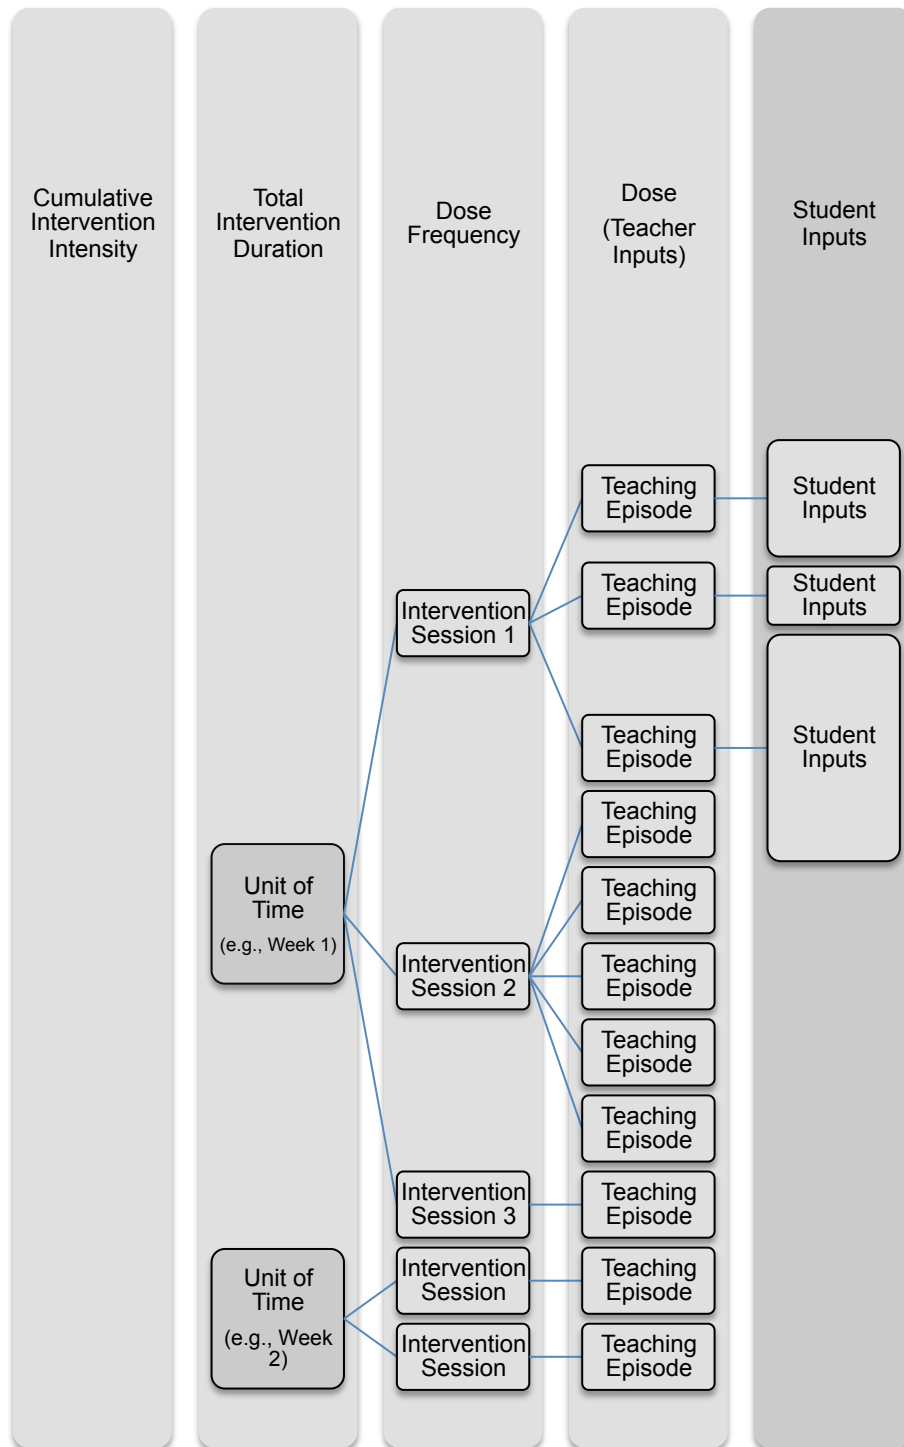 Cumulative
Intervention
Intensity
Total
Intervention
Duration
Dose
Frequency
Dose
(Teacher
Inputs)
Student
Inputs
Unit of
Time
(e.g., Week 1)
Intervention
Session 1
Teaching
Episode
Student
Inputs
Teaching
Episode
Student
Inputs
Teaching
Episode
Student
Inputs
Intervention
Session 2
Teaching
Episode
Teaching
Episode
Teaching
Episode
Teaching
Episode
Teaching
Episode
Intervention
Session 3
Teaching
Episode
Unit of
Time
(e.g., Week
2)
Intervention
Session
Teaching
Episode
Intervention
Session
Teaching
Episode